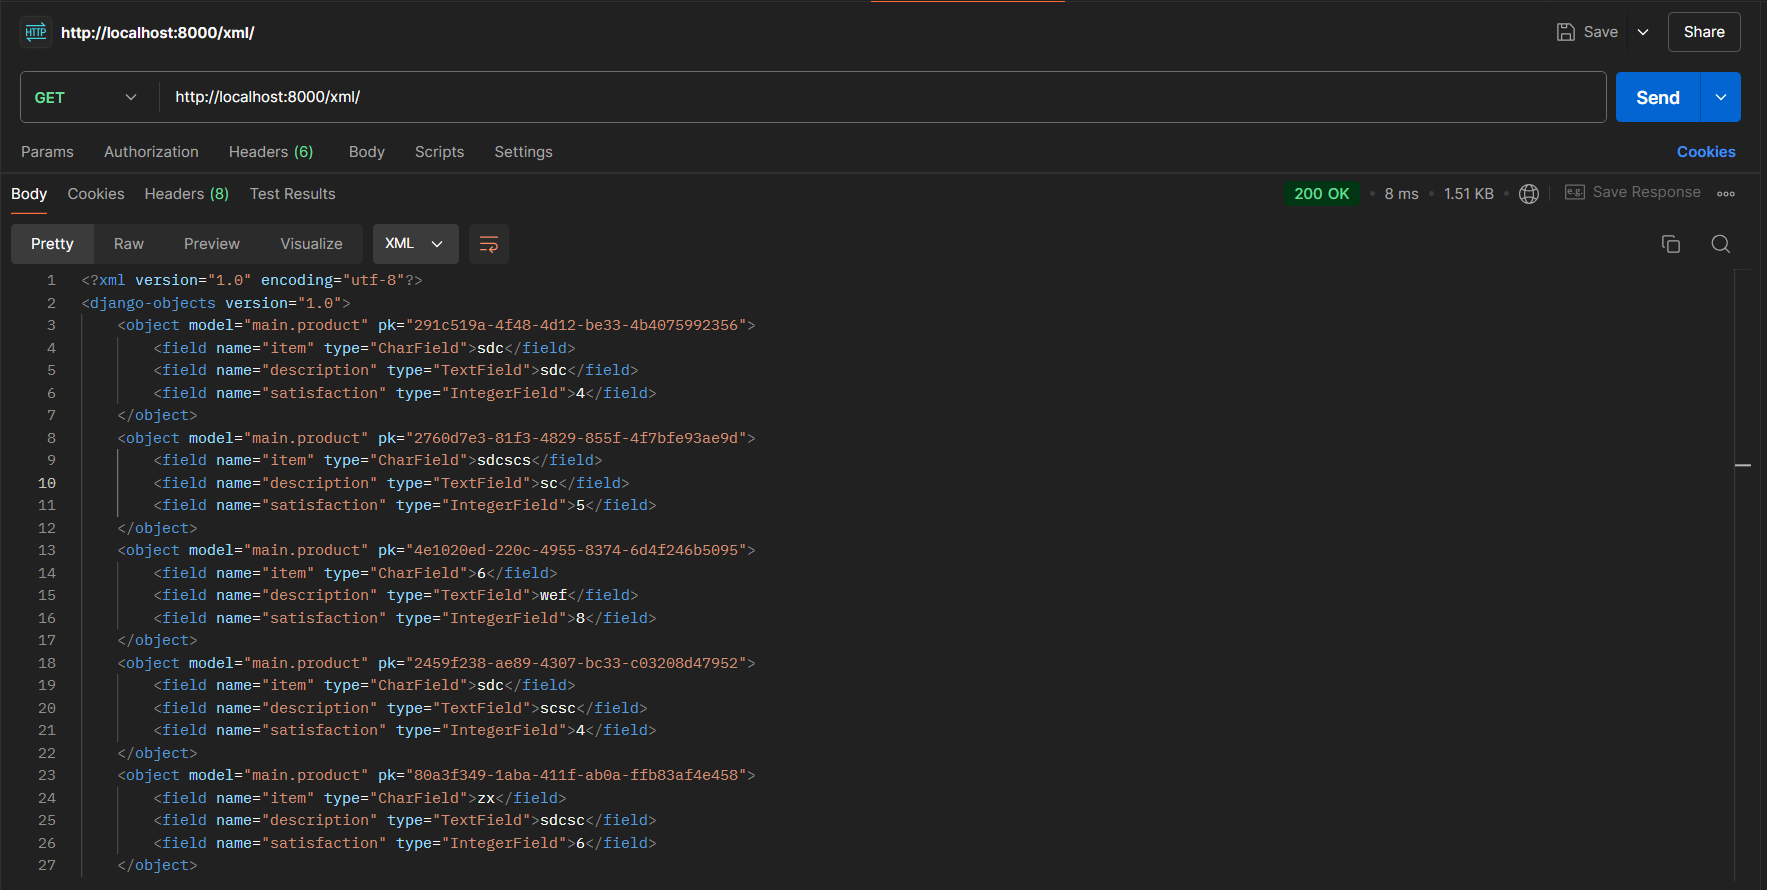 HTTP http://localhost:8000/xml/ Save Share
GET http://localhost:8000/xml/ Send
Params Authorization Headers (6) Body Scripts Settings Cookies
Body Cookies Headers (8) Test Results 200 OK • 8 ms • 1.51 KB • e.g. Save Response
Pretty Raw Preview Visualize XML
1 <?xml version="1.0" encoding="utf-8"?>
2 <django-objects version="1.0">
3 <object model="main.product" pk="291c519a-4f48-4d12-be33-4b4075992356">
4 <field name="item" type="CharField">sdc</field>
5 <field name="description" type="TextField">sdc</field>
6 <field name="satisfaction" type="IntegerField">4</field>
7 </object>
8 <object model="main.product" pk="2760d7e3-81f3-4829-855f-4f7bfe93ae9d">
9 <field name="item" type="CharField">sdcscs</field>
10 <field name="description" type="TextField">sc</field>
11 <field name="satisfaction" type="IntegerField">5</field>
12 </object>
13 <object model="main.product" pk="4e1020ed-220c-4955-8374-6d4f246b5095">
14 <field name="item" type="CharField">6</field>
15 <field name="description" type="TextField">wef</field>
16 <field name="satisfaction" type="IntegerField">8</field>
17 </object>
18 <object model="main.product" pk="2459f238-ae89-4307-bc33-c03208d47952">
19 <field name="item" type="CharField">sdc</field>
20 <field name="description" type="TextField">scsc</field>
21 <field name="satisfaction" type="IntegerField">4</field>
22 </object>
23 <object model="main.product" pk="80a3f349-1aba-411f-ab0a-ffb83af4e458">
24 <field name="item" type="CharField">zx</field>
25 <field name="description" type="TextField">sdcsc</field>
26 <field name="satisfaction" type="IntegerField">6</field>
27 </object>